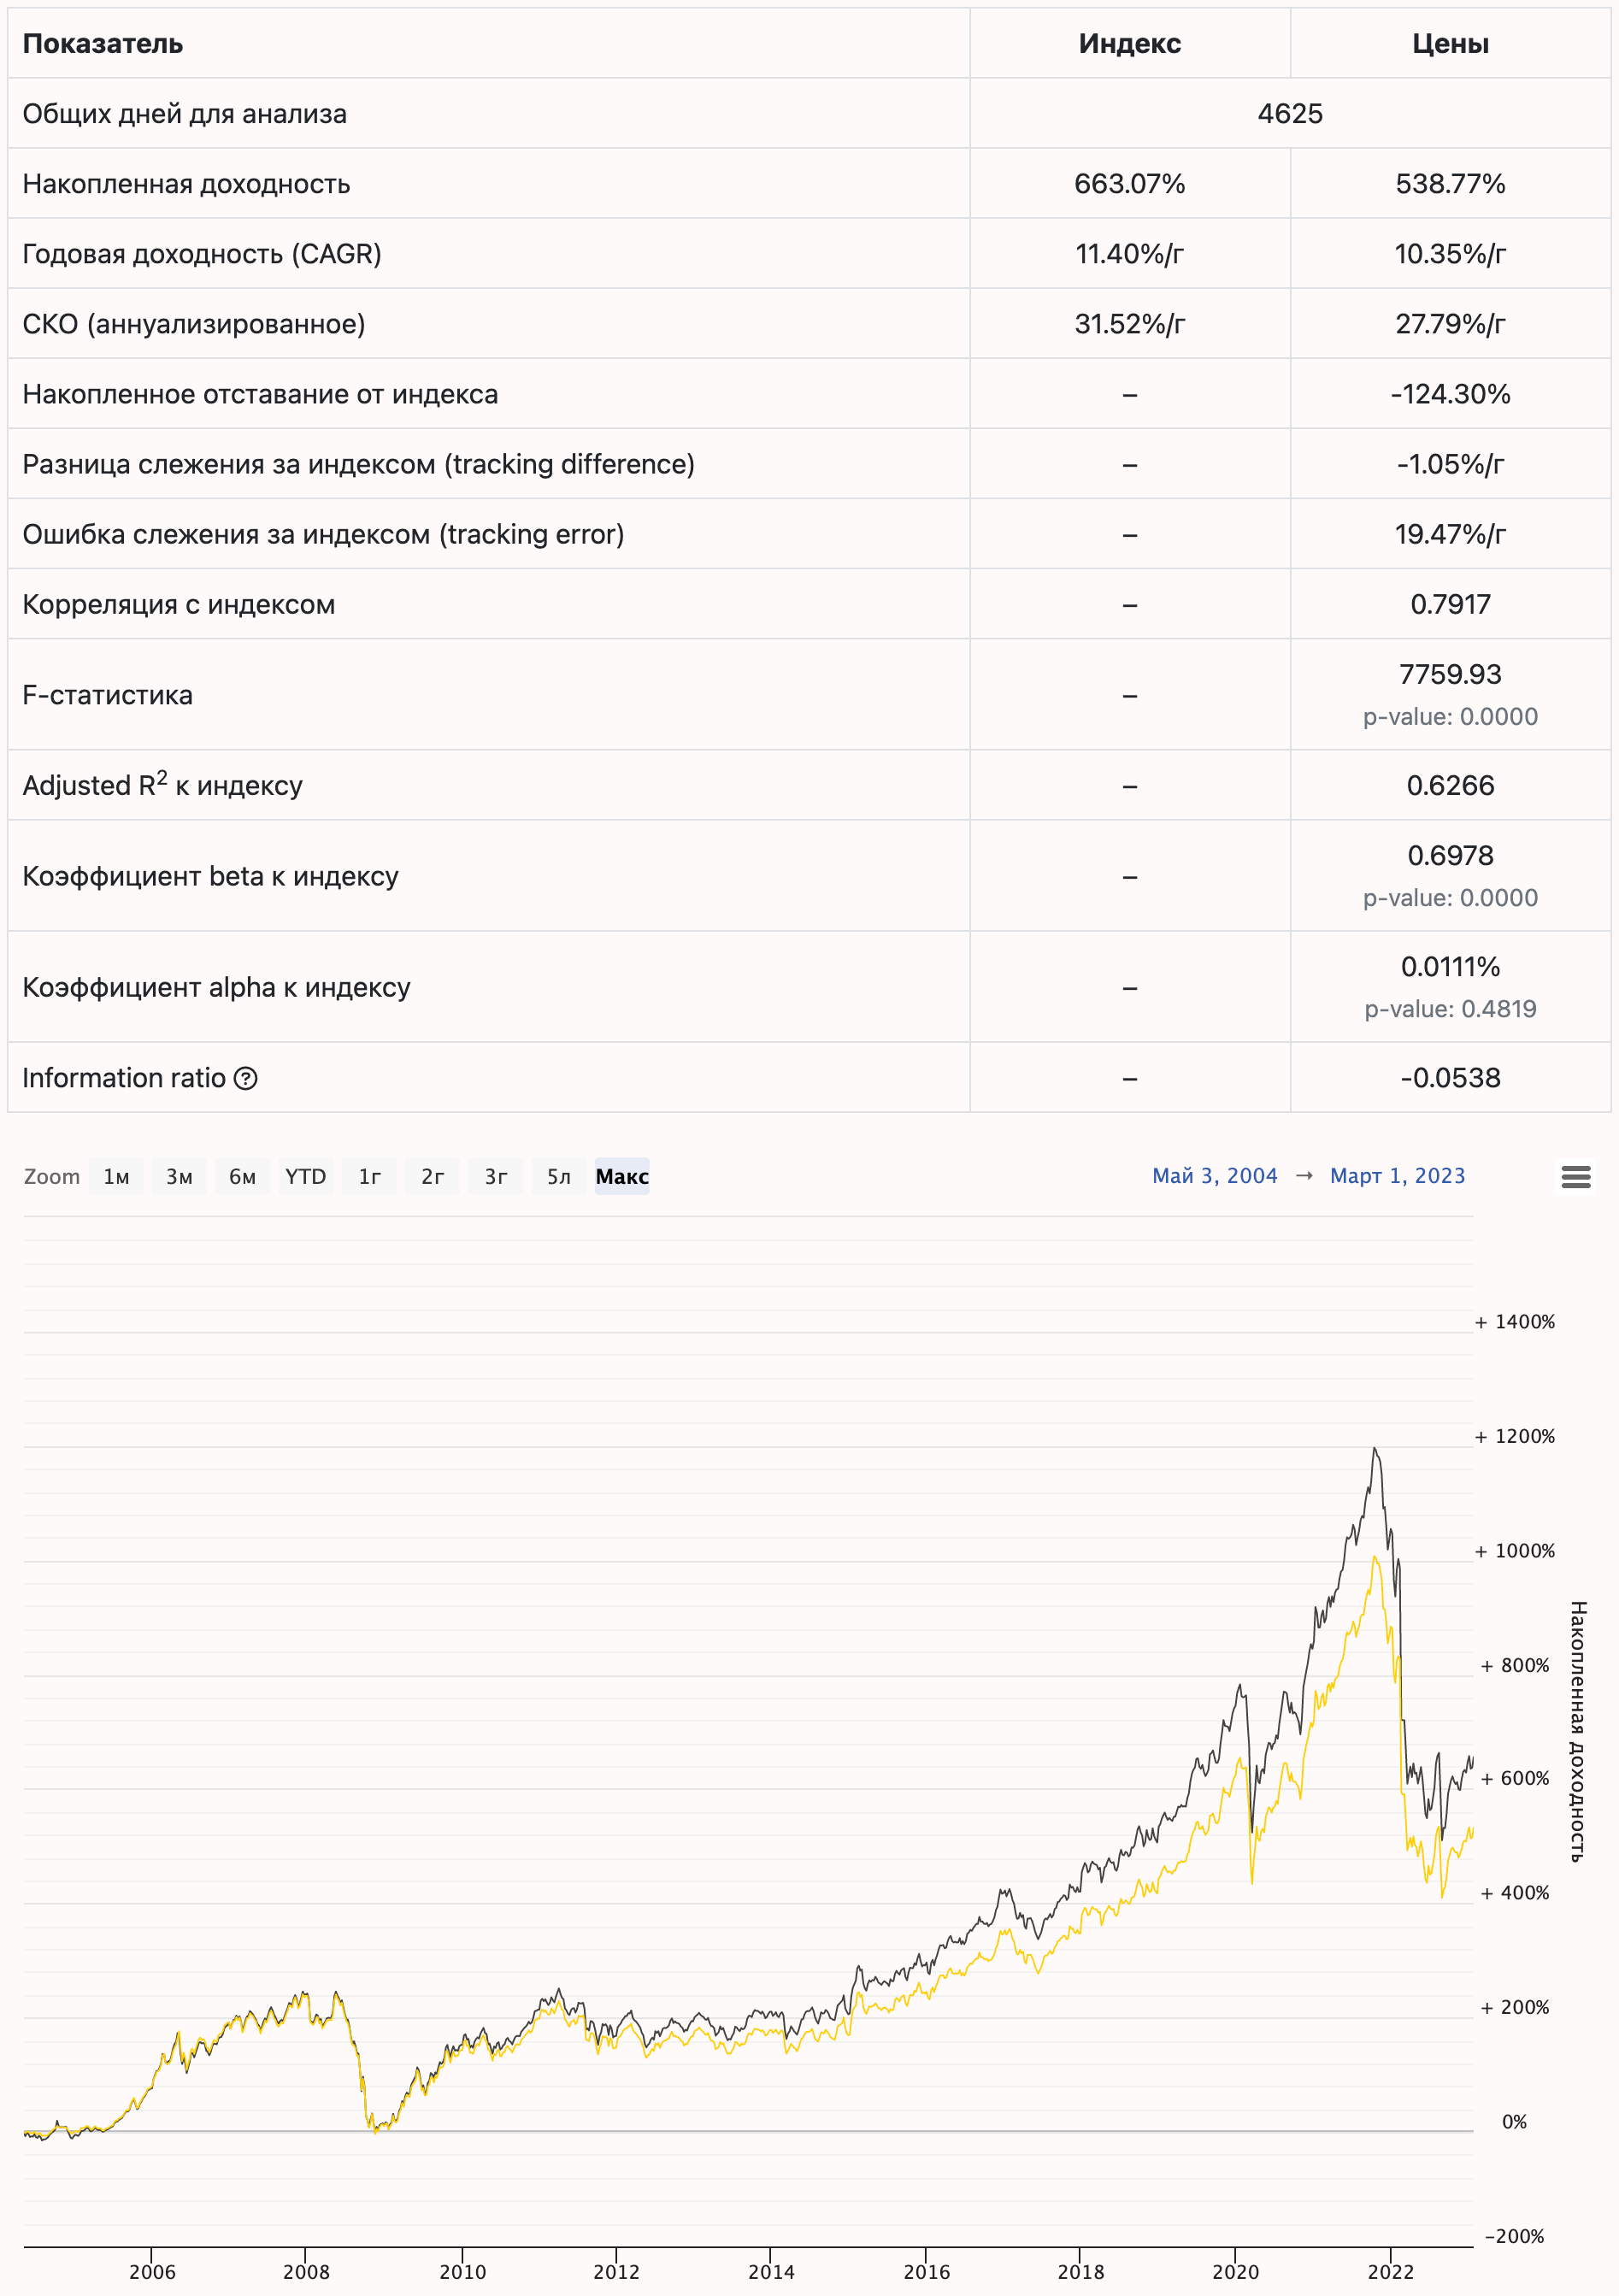 Показатель Индекс Цены
Общих дней для анализа 4625
Накопленная доходность 663.07% 538.77%
Годовая доходность (CAGR) 11.40%/г 10.35%/г
СКО (аннуализированное) 31.52%/г 27.79%/г
Накопленное отставание от индекса – -124.30%
Разница слежения за индексом (tracking difference) – -1.05%/г
Ошибка слежения за индексом (tracking error) – 19.47%/г
Корреляция с индексом – 0.7917
F-статистика – 7759.93
p-value: 0.0000
Adjusted R² к индексу – 0.6266
Коэффициент beta к индексу – 0.6978
p-value: 0.0000
Коэффициент alpha к индексу – 0.0111%
p-value: 0.4819
Information ratio ? – -0.0538
Zoom 1м 3м 6м YTD 1г 2г 3г 5л Макс Май 3, 2004 → Март 1, 2023
+ 1400%
+ 1200%
+ 1000%
+ 800%
+ 600%
+ 400%
+ 200%
0%
-200%
Накопленная доходность
2006 2008 2010 2012 2014 2016 2018 2020 2022